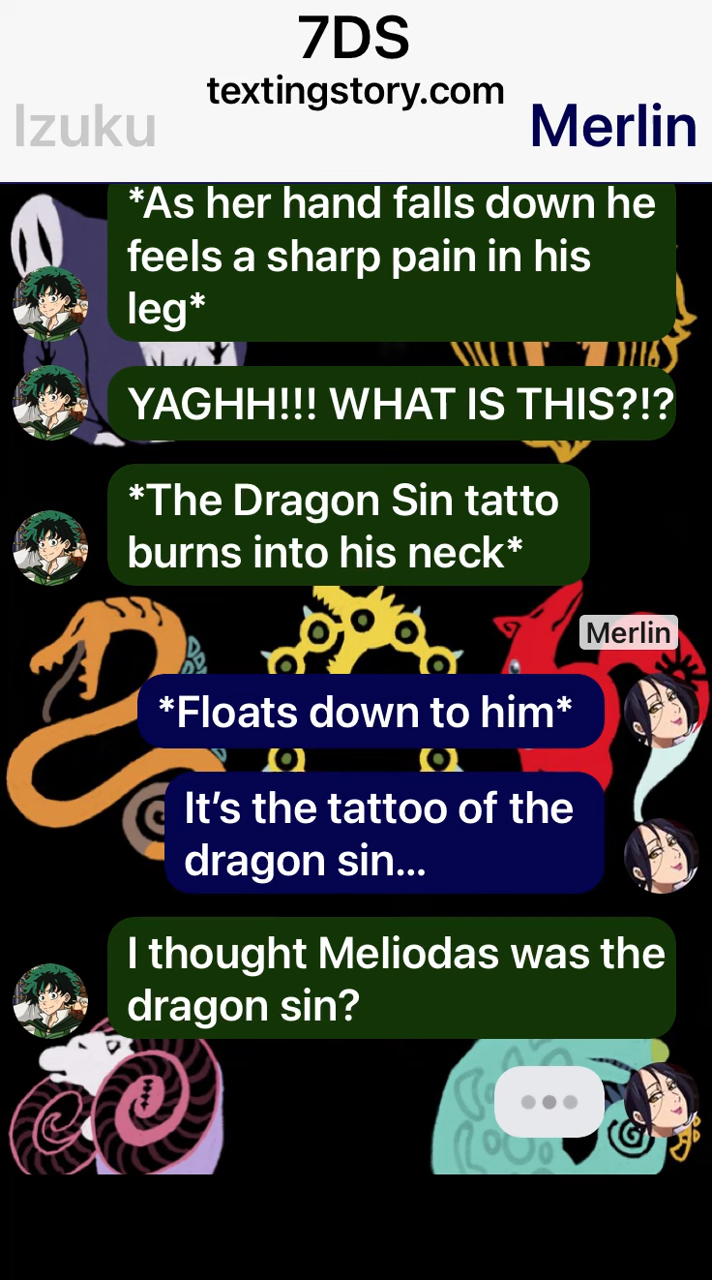 7DS
textingstory.com
Izuku
Merlin
*As her hand falls down he
feels a sharp pain in his
leg*
YAGHH!!! WHAT IS THIS?!?
*The Dragon Sin tatto
burns into his neck*
Merlin
*Floats down to him*
It’s the tattoo of the
dragon sin...
I thought Meliodas was the
dragon sin?